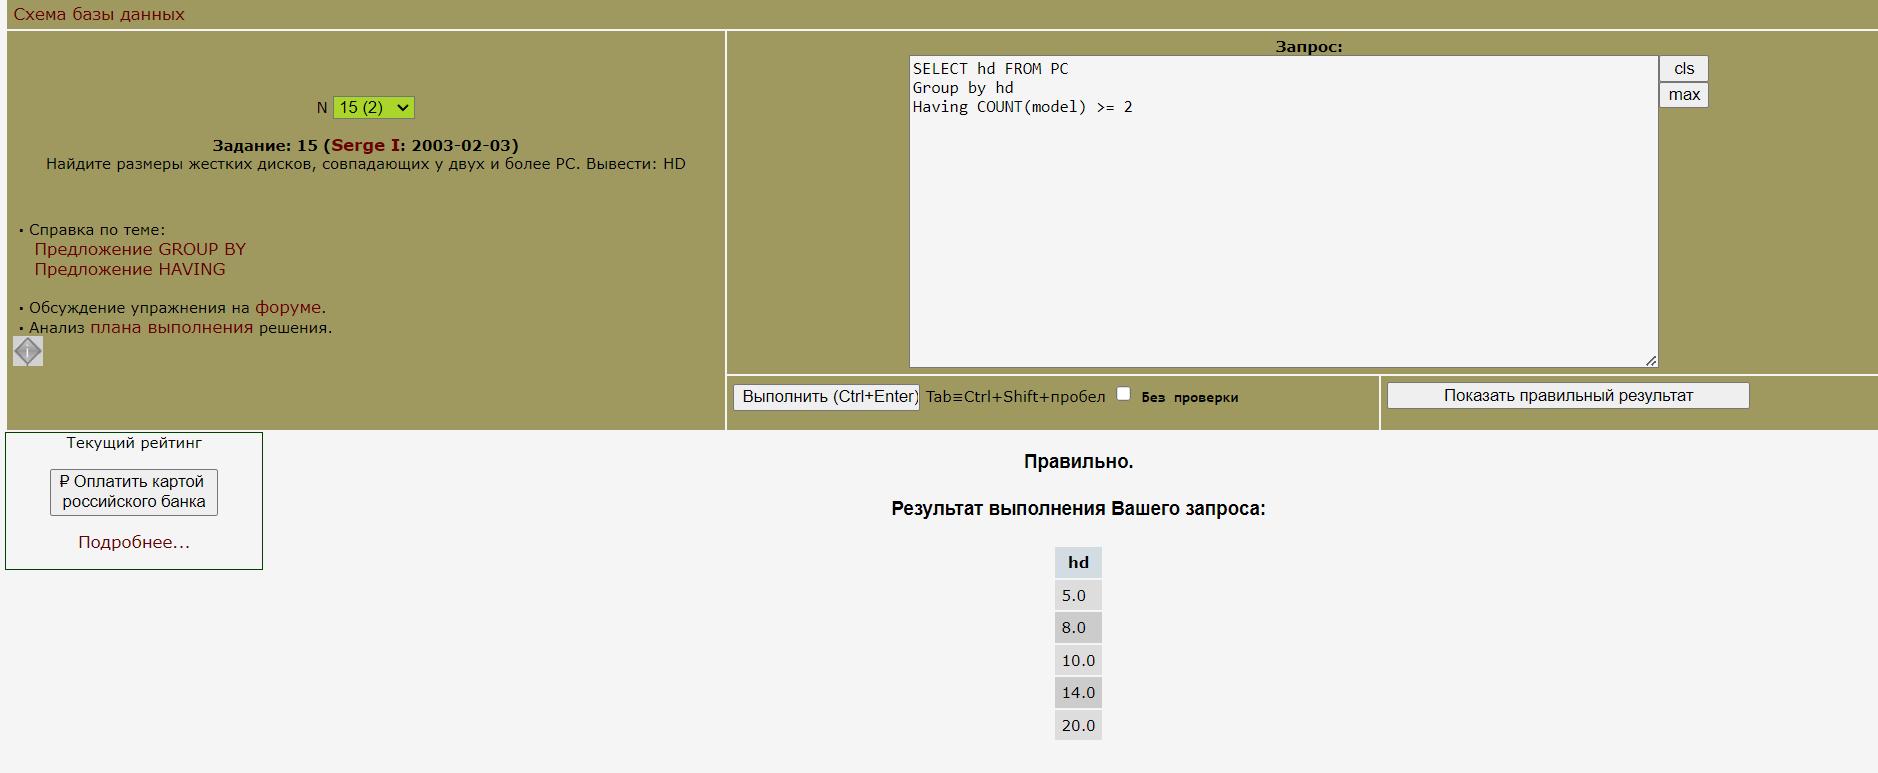 Схема базы данных
N 15 (2)
Задание: 15 (Serge I: 2003-02-03)
Найдите размеры жестких дисков, совпадающих у двух и более PC. Вывести: HD
• Справка по теме:
Предложение GROUP BY
Предложение HAVING
• Обсуждение упражнения на форуме.
• Анализ плана выполнения решения.
i
Запрос:
SELECT hd FROM PC
Group by hd
Having COUNT(model) >= 2
cls
max
Выполнить (Ctrl+Enter) Tab≡Ctrl+Shift+пробел Без проверки
Показать правильный результат
Текущий рейтинг
₽ Оплатить картой
российского банка
Подробнее...
Правильно.
Результат выполнения Вашего запроса:
hd
5.0
8.0
10.0
14.0
20.0